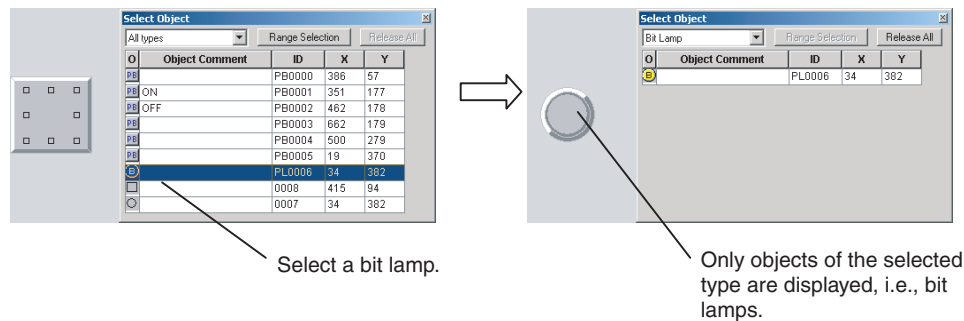 Select Object
All types Range Selection Release All
O Object Comment ID X Y
PB PB0000 386 57
PB ON PB0001 351 177
PB OFF PB0002 462 178
PB PB0003 662 179
PB PB0004 500 279
PB PB0005 19 370
B PL0006 34 382
0008 415 94
0007 34 382
Select a bit lamp.
Select Object
Bit Lamp Range Selection Release All
O Object Comment ID X Y
B PL0006 34 382
Only objects of the selected
type are displayed, i.e., bit
lamps.